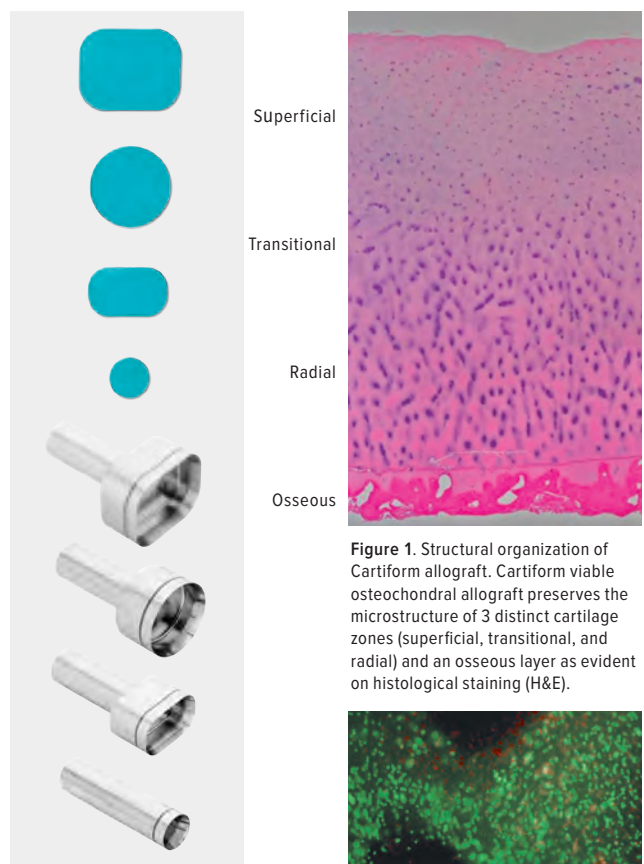 Superficial
Transitional
Radial
Osseous
Figure 1. Structural organization of
Cartiform allograft. Cartiform viable
osteochondral allograft preserves the
microstructure of 3 distinct cartilage
zones (superficial, transitional, and
radial) and an osseous layer as evident
on histological staining (H&E).